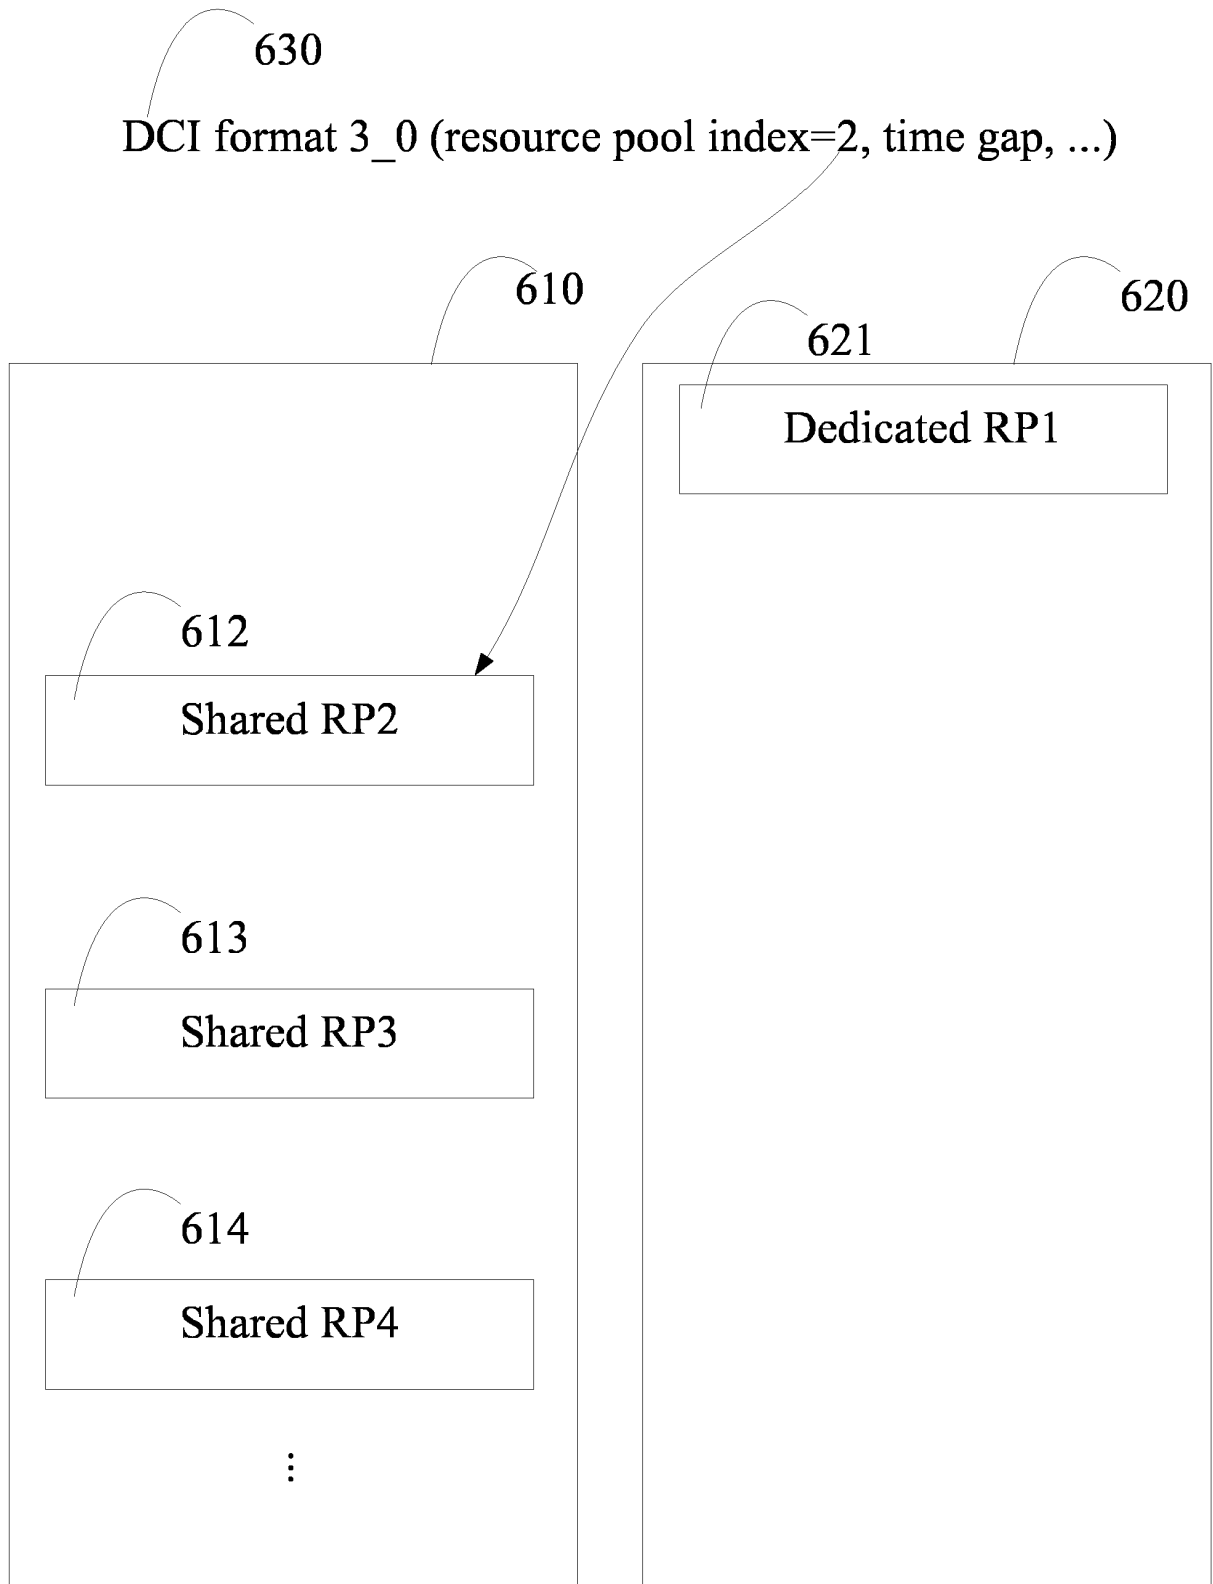 630
DCI format 3_0 (resource pool index=2, time gap, ...)
610
620
621
Dedicated RP1
612
Shared RP2
613
Shared RP3
614
Shared RP4
⋮